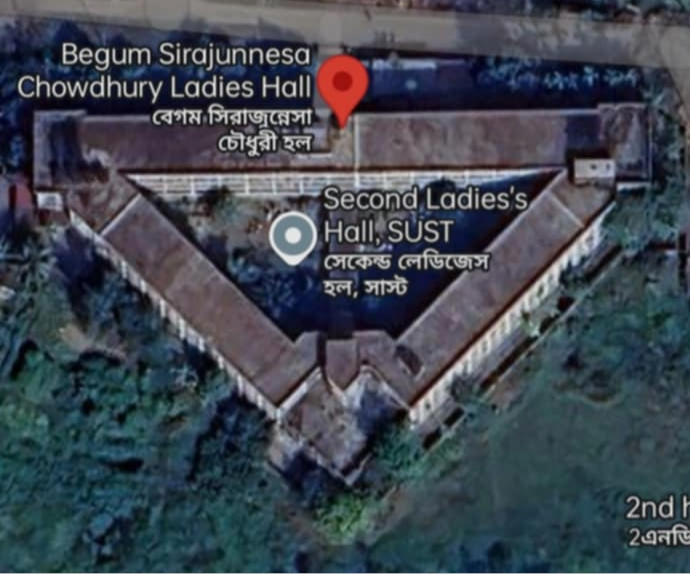 Begum Sirajunnesa
Chowdhury Ladies Hall
বেগম সিরাজুন্নেসা
চৌধুরী হল
Second Ladies's
Hall, SUST
সেকেন্ড লেডিজেস
হল, সাস্ট
2nd